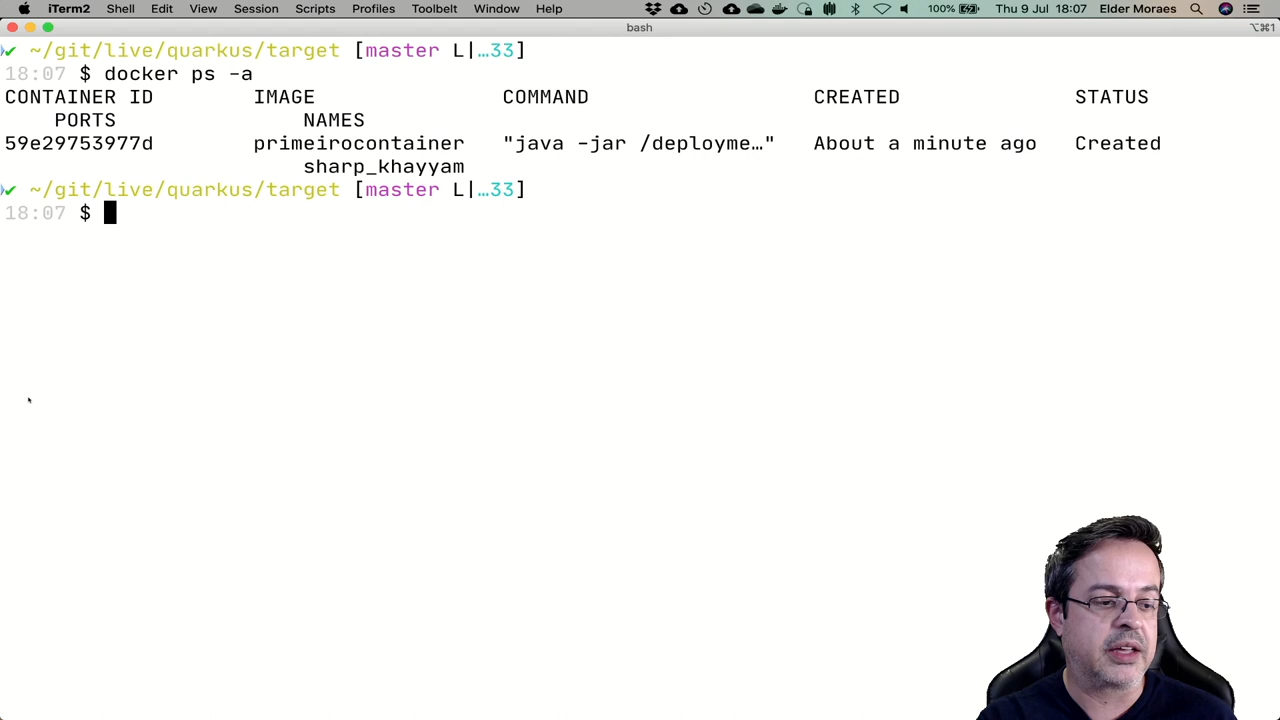 iTerm2 Shell Edit View Session Scripts Profiles Toolbelt Window Help 100% Thu 9 Jul 18:07 Elder Moraes
bash ⌥⌘1
✔ ~/git/live/quarkus/target [master L|…33]
18:07 $ docker ps -a
CONTAINER ID IMAGE COMMAND CREATED STATUS
PORTS NAMES
59e29753977d primeirocontainer "java -jar /deployme…" About a minute ago Created
sharp_khayyam
✔ ~/git/live/quarkus/target [master L|…33]
18:07 $